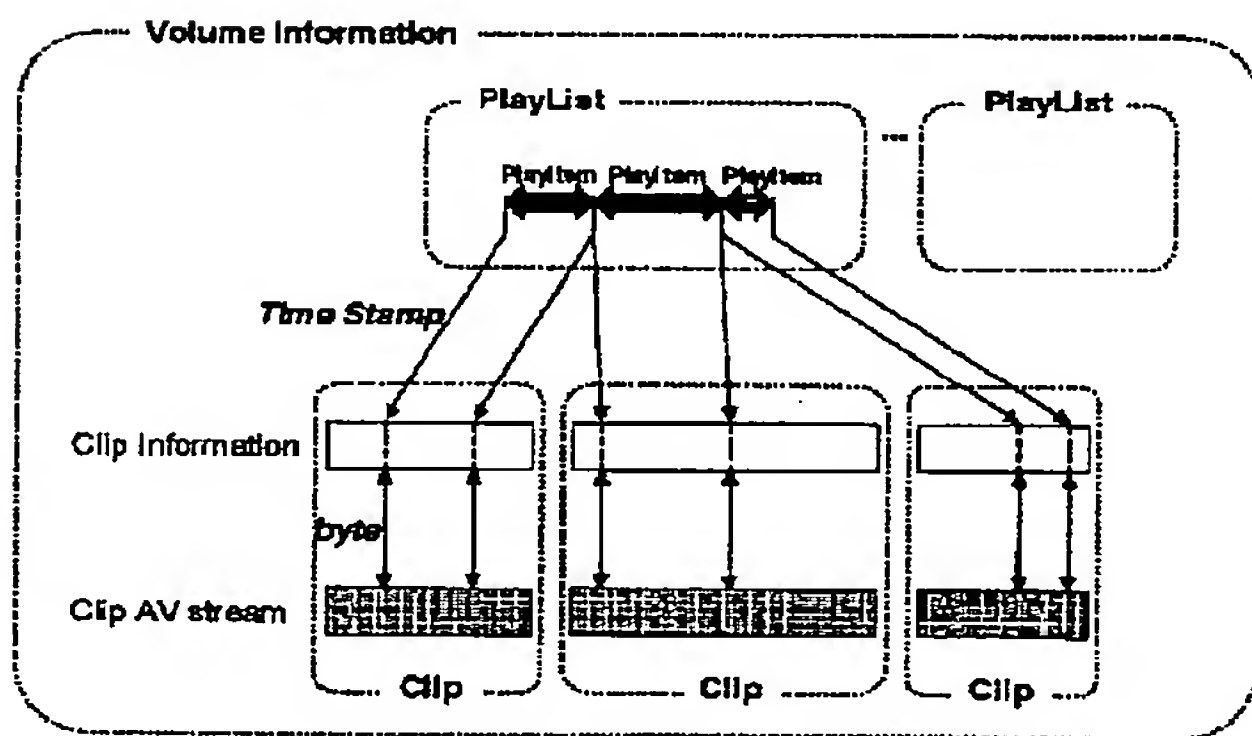 Volume Information
PlayList
PlayList
...
PlayItem PlayItem PlayItem
Time Stamp
Clip Information
byte
Clip AV stream
Clip
Clip
Clip